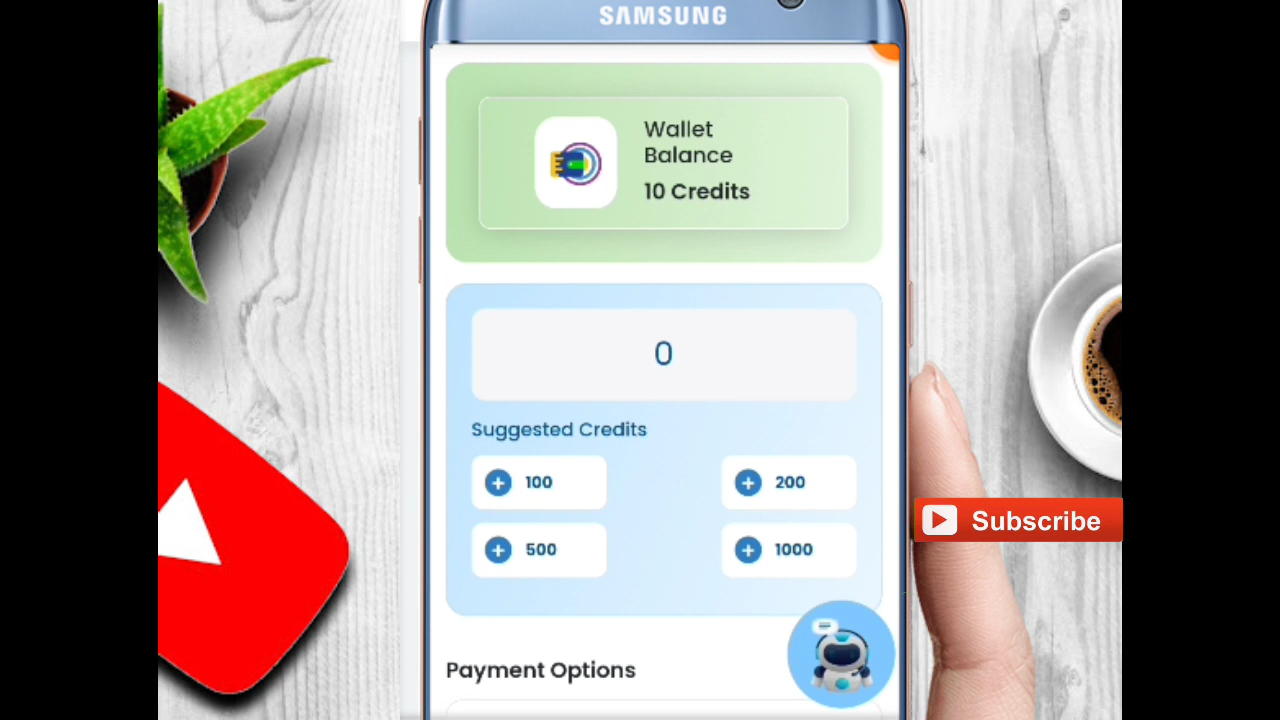 SAMSUNG
Wallet
Balance
10 Credits
0
Suggested Credits
100
200
500
1000
Subscribe
Payment Options